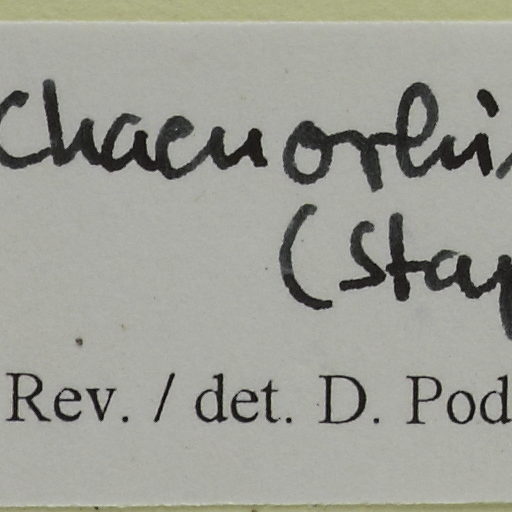 Chaenorhi
(Stap
Rev. / det. D. Pod